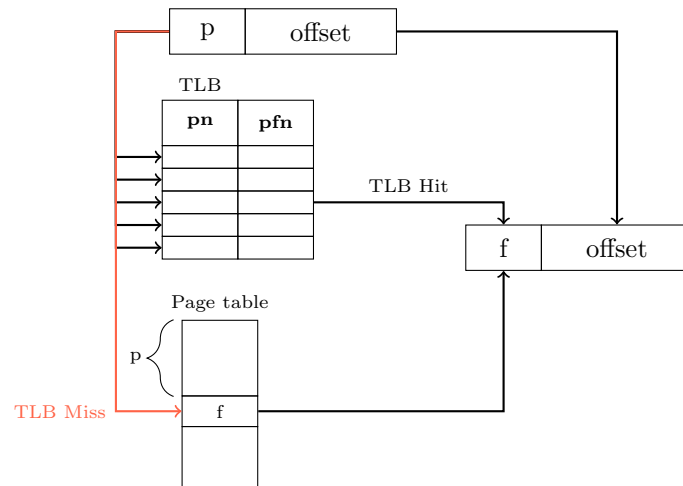 p offset
TLB
pn pfn
TLB Hit
f offset
Page table
p
TLB Miss f